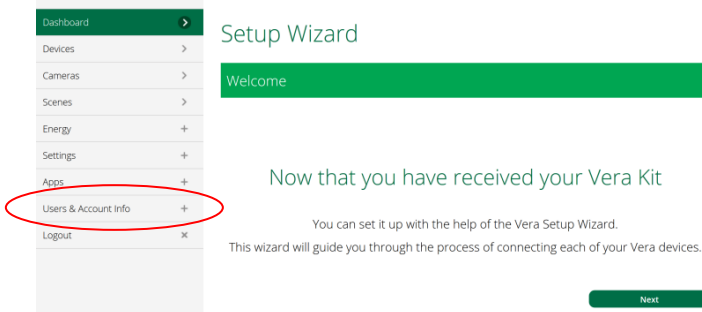 Dashboard
Devices
Cameras
Scenes
Energy
Settings
Apps
Users & Account Info
Logout
Setup Wizard
Welcome
Now that you have received your Vera Kit
You can set it up with the help of the Vera Setup Wizard.
This wizard will guide you through the process of connecting each of your Vera devices.
Next